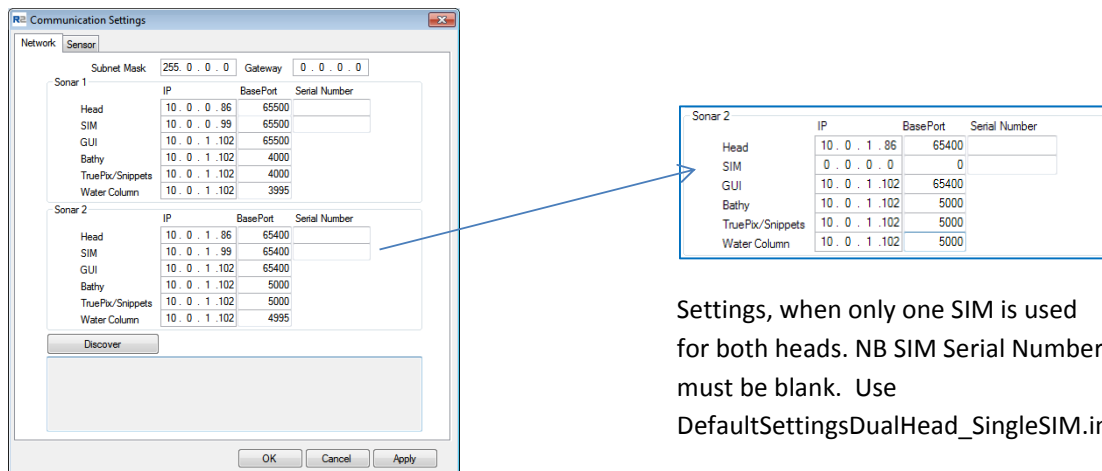 R2 Communication Settings
Network Sensor
Subnet Mask 255. 0 . 0 . 0 Gateway 0 . 0 . 0 . 0
Sonar 1
IP BasePort Serial Number
Head 10 . 0 . 0 . 86 65500
SIM 10 . 0 . 0 . 99 65500
GUI 10 . 0 . 1 .102 65500
Bathy 10 . 0 . 1 .102 4000
TruePix/Snippets 10 . 0 . 1 .102 4000
Water Column 10 . 0 . 1 .102 3995
Sonar 2
IP BasePort Serial Number
Head 10 . 0 . 1 . 86 65400
SIM 10 . 0 . 1 . 99 65400
GUI 10 . 0 . 1 .102 65400
Bathy 10 . 0 . 1 .102 5000
TruePix/Snippets 10 . 0 . 1 .102 5000
Water Column 10 . 0 . 1 .102 4995
Discover
OK Cancel Apply
Sonar 2
IP BasePort Serial Number
Head 10 . 0 . 1 . 86 65400
SIM 0 . 0 . 0 . 0 0
GUI 10 . 0 . 1 .102 65400
Bathy 10 . 0 . 1 .102 5000
TruePix/Snippets 10 . 0 . 1 .102 5000
Water Column 10 . 0 . 1 .102 5000
Settings, when only one SIM is used
for both heads. NB SIM Serial Number
must be blank. Use
DefaultSettingsDualHead_SingleSIM.in